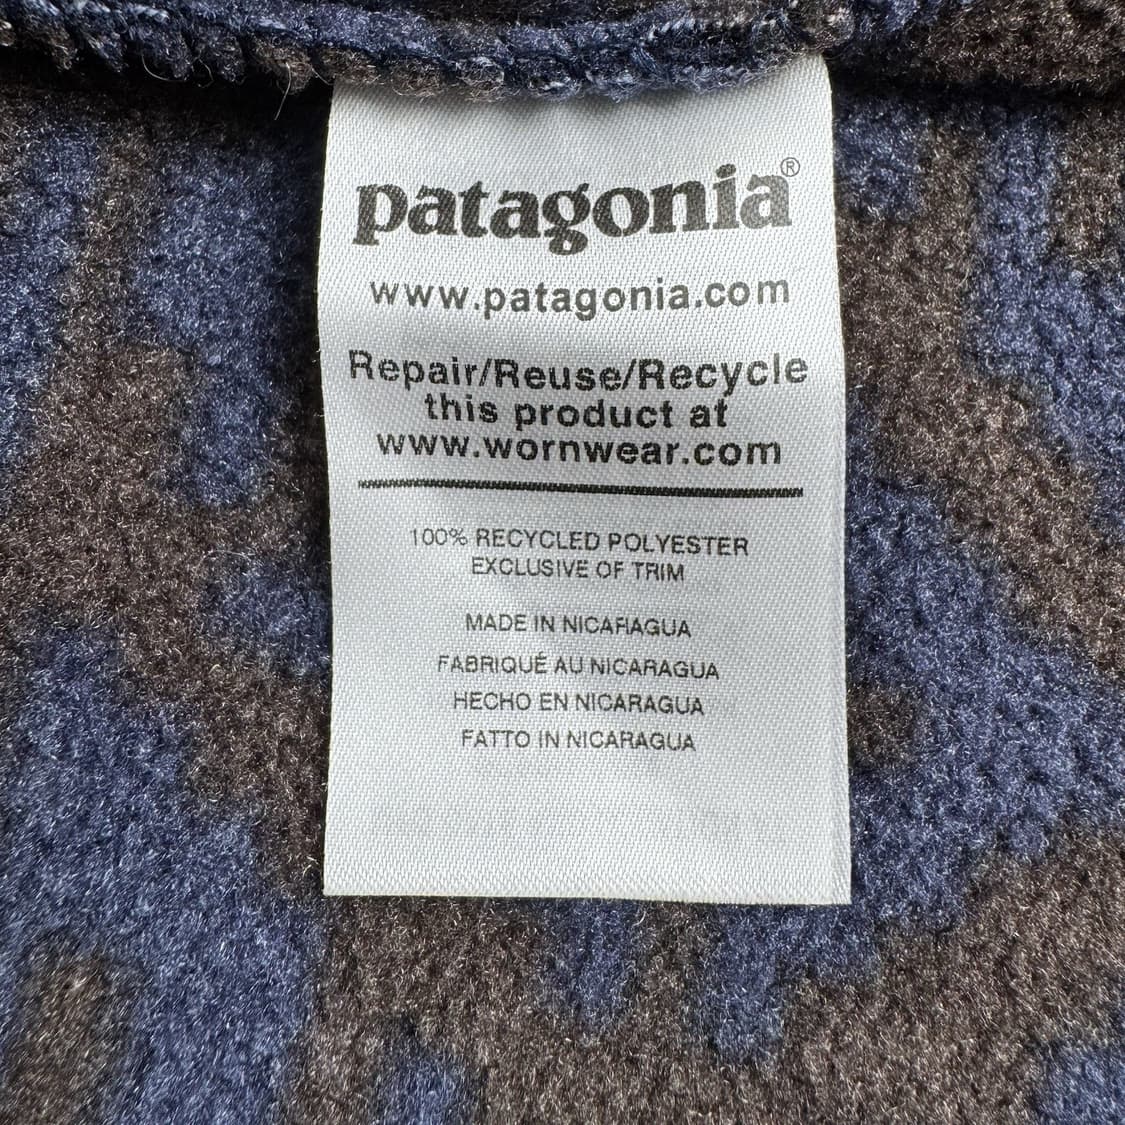 patagonia®
www.patagonia.com
Repair/Reuse/Recycle
this product at
www.wornwear.com
100% RECYCLED POLYESTER
EXCLUSIVE OF TRIM
MADE IN NICARAGUA
FABRIQUÉ AU NICARAGUA
HECHO EN NICARAGUA
FATTO IN NICARAGUA